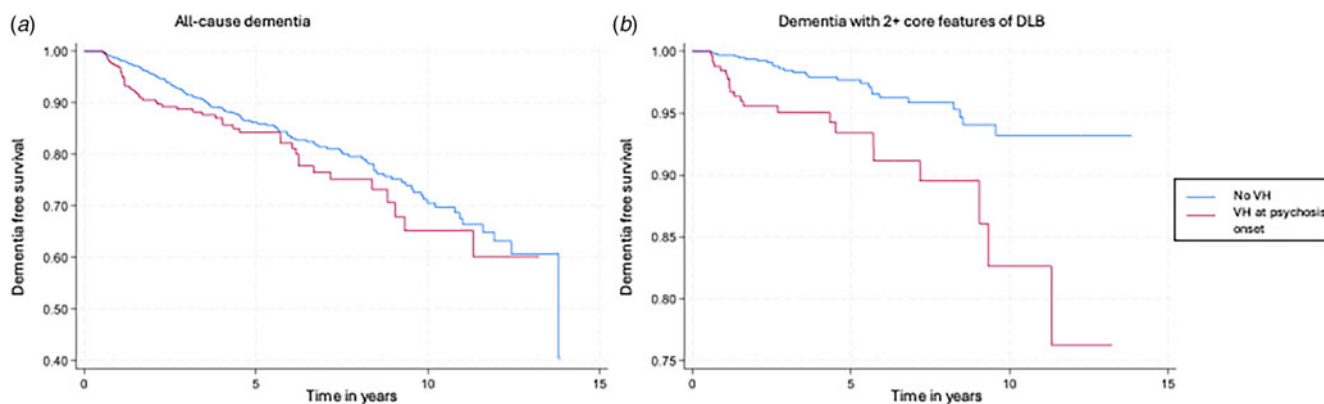 (a)
All-cause dementia
Dementia free survival
1.00
0.90
0.80
0.70
0.60
0.50
0.40
0
5
10
15
Time in years
(b)
Dementia with 2+ core features of DLB
Dementia free survival
1.00
0.95
0.90
0.85
0.80
0.75
0
5
10
15
Time in years
No VH
VH at psychosis
onset